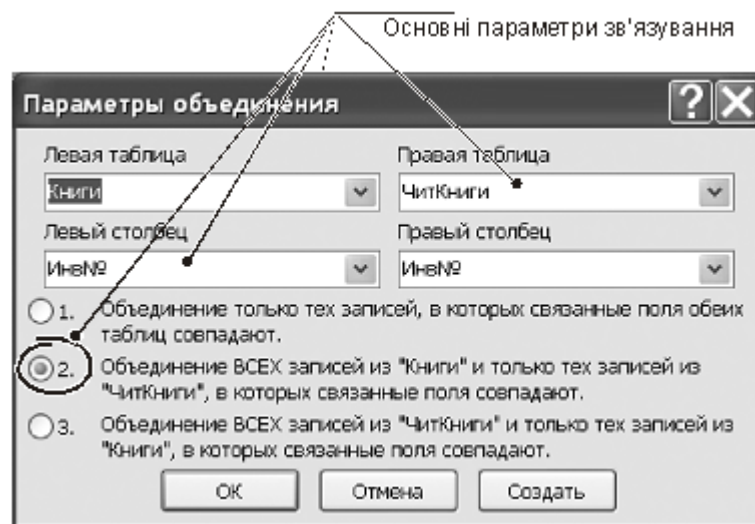 Основні параметри зв'язування
Параметры объединения
Левая таблица Правая таблица
Книги ЧитКниги
Левый столбец Правый столбец
Инв№ Инв№
1. Объединение только тех записей, в которых связанные поля обеих
таблиц совпадают.
2. Объединение ВСЕХ записей из "Книги" и только тех записей из
"ЧитКниги", в которых связанные поля совпадают.
3. Объединение ВСЕХ записей из "ЧитКниги" и только тех записей из
"Книги", в которых связанные поля совпадают.
ОК Отмена Создать